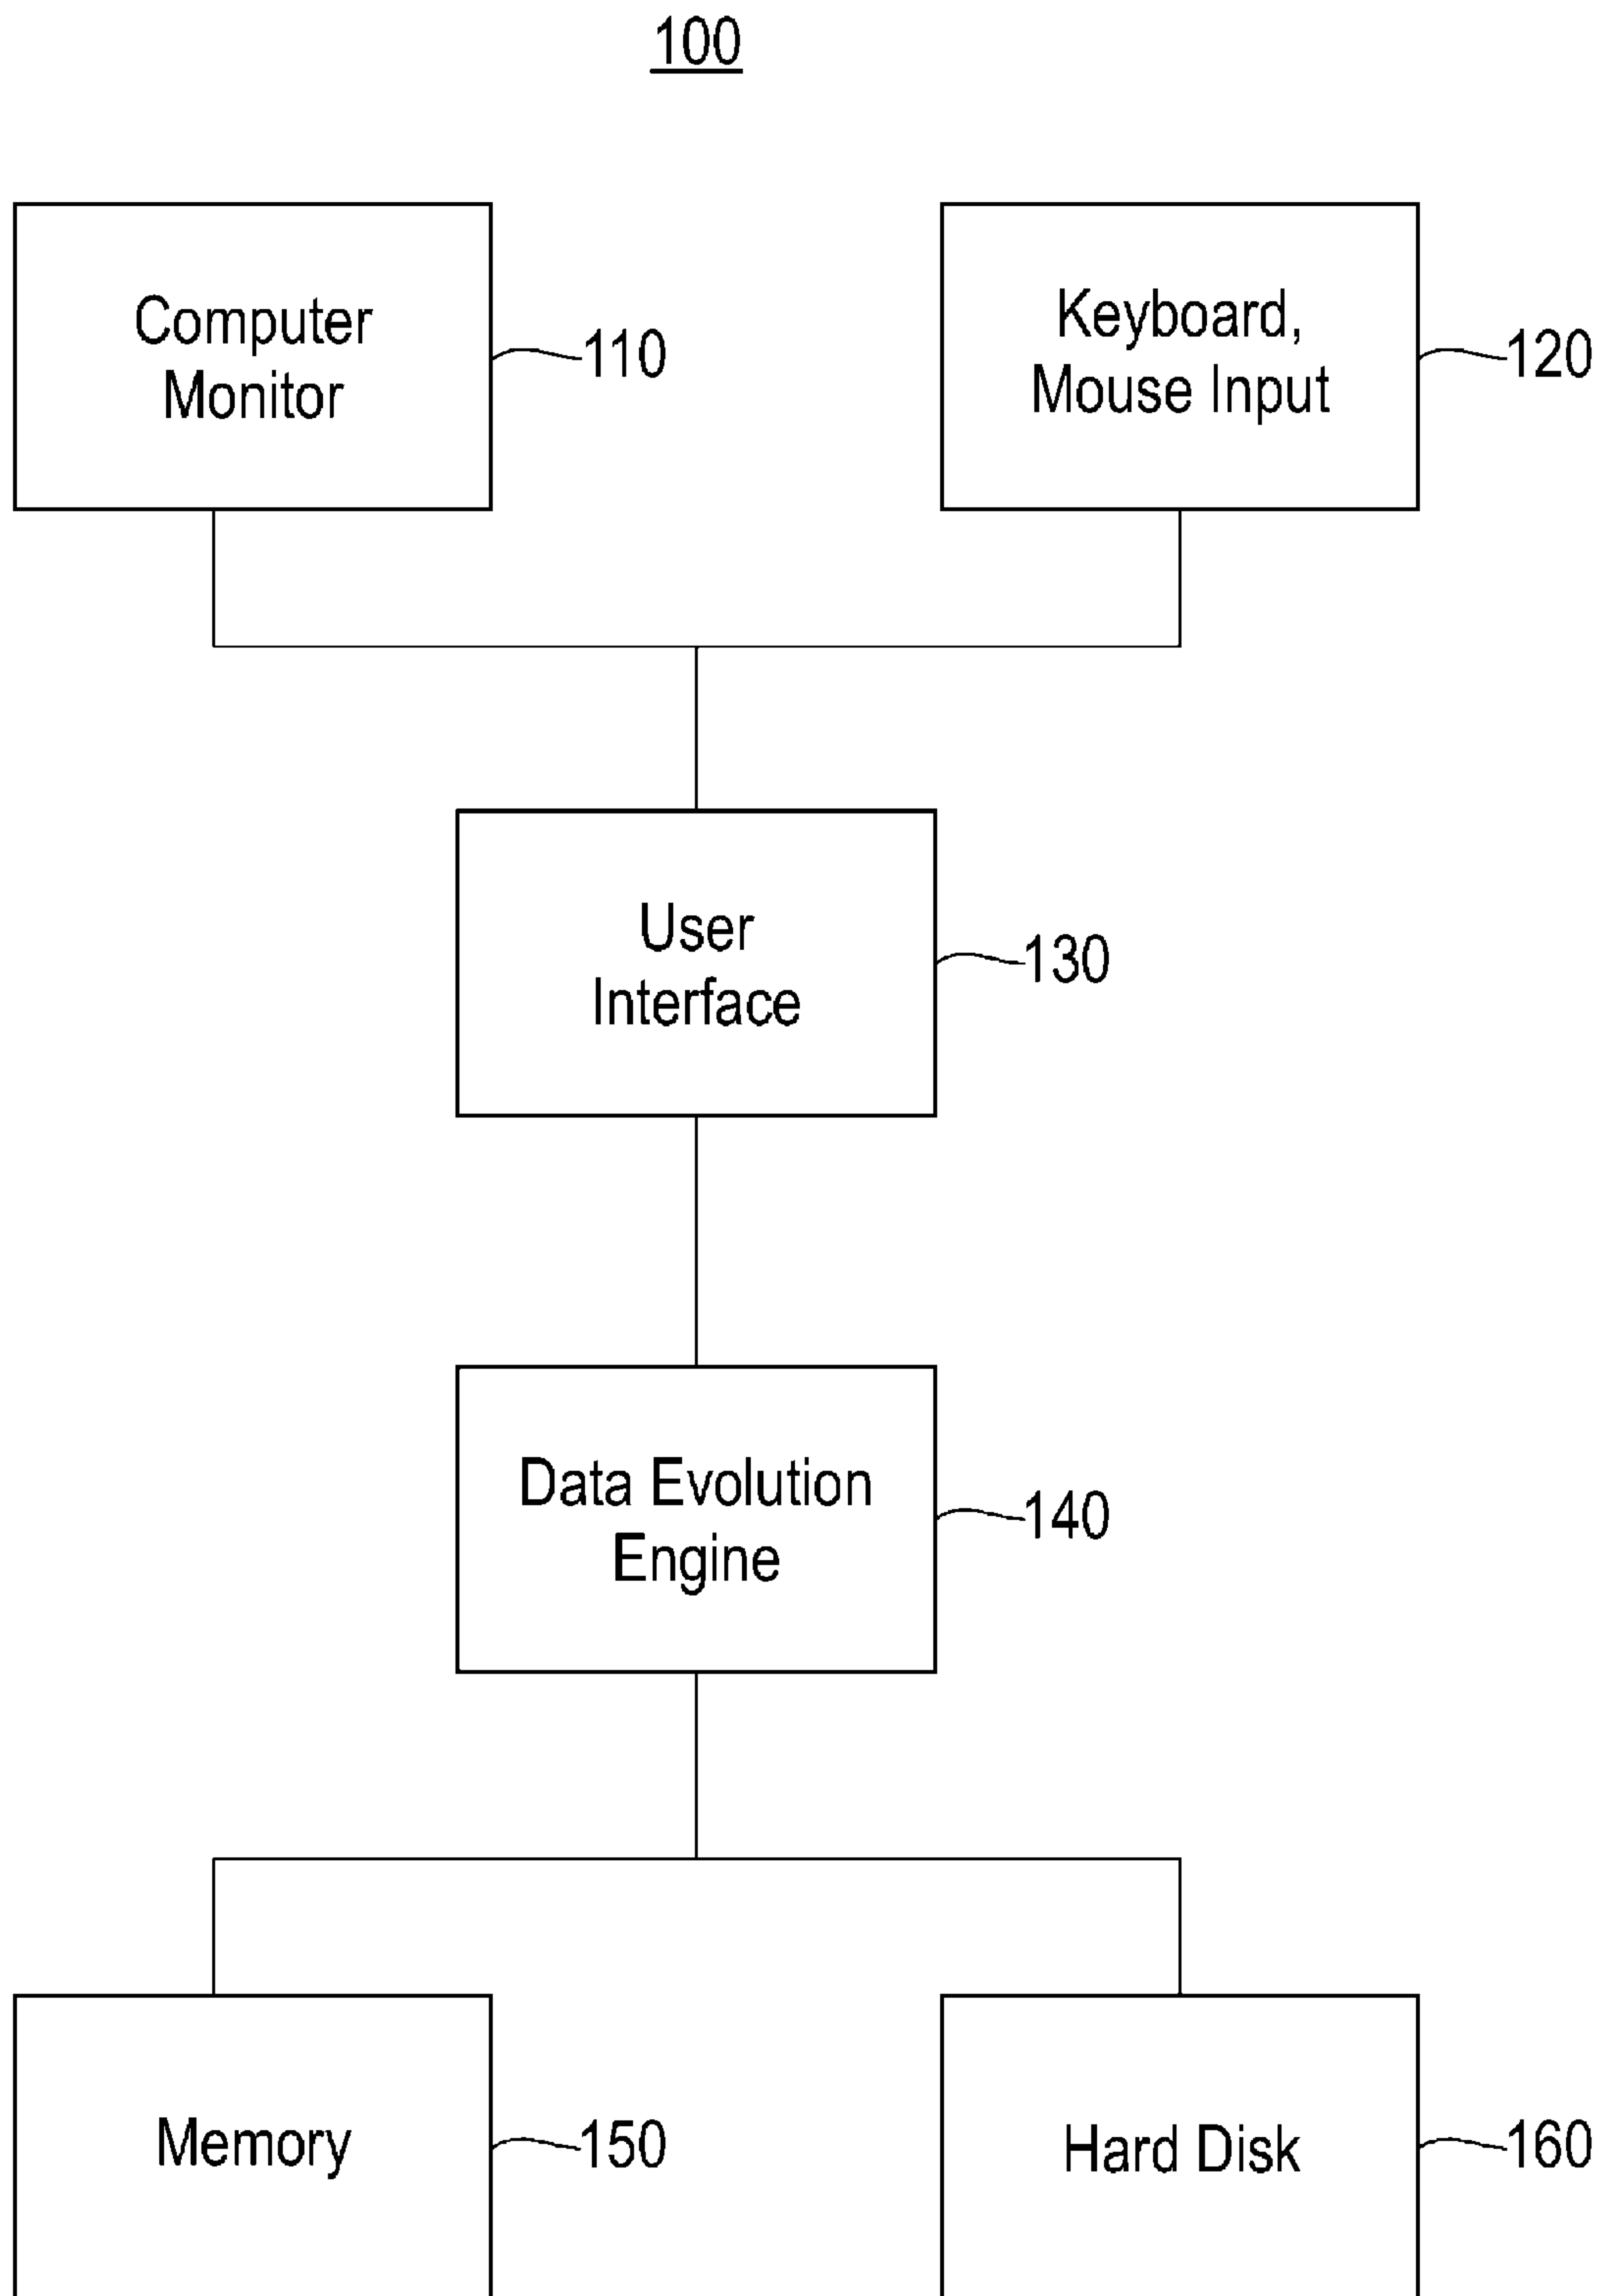 100
Computer
Monitor
110
Keyboard,
Mouse Input
120
User
Interface
130
Data Evolution
Engine
140
Memory
150
Hard Disk
160